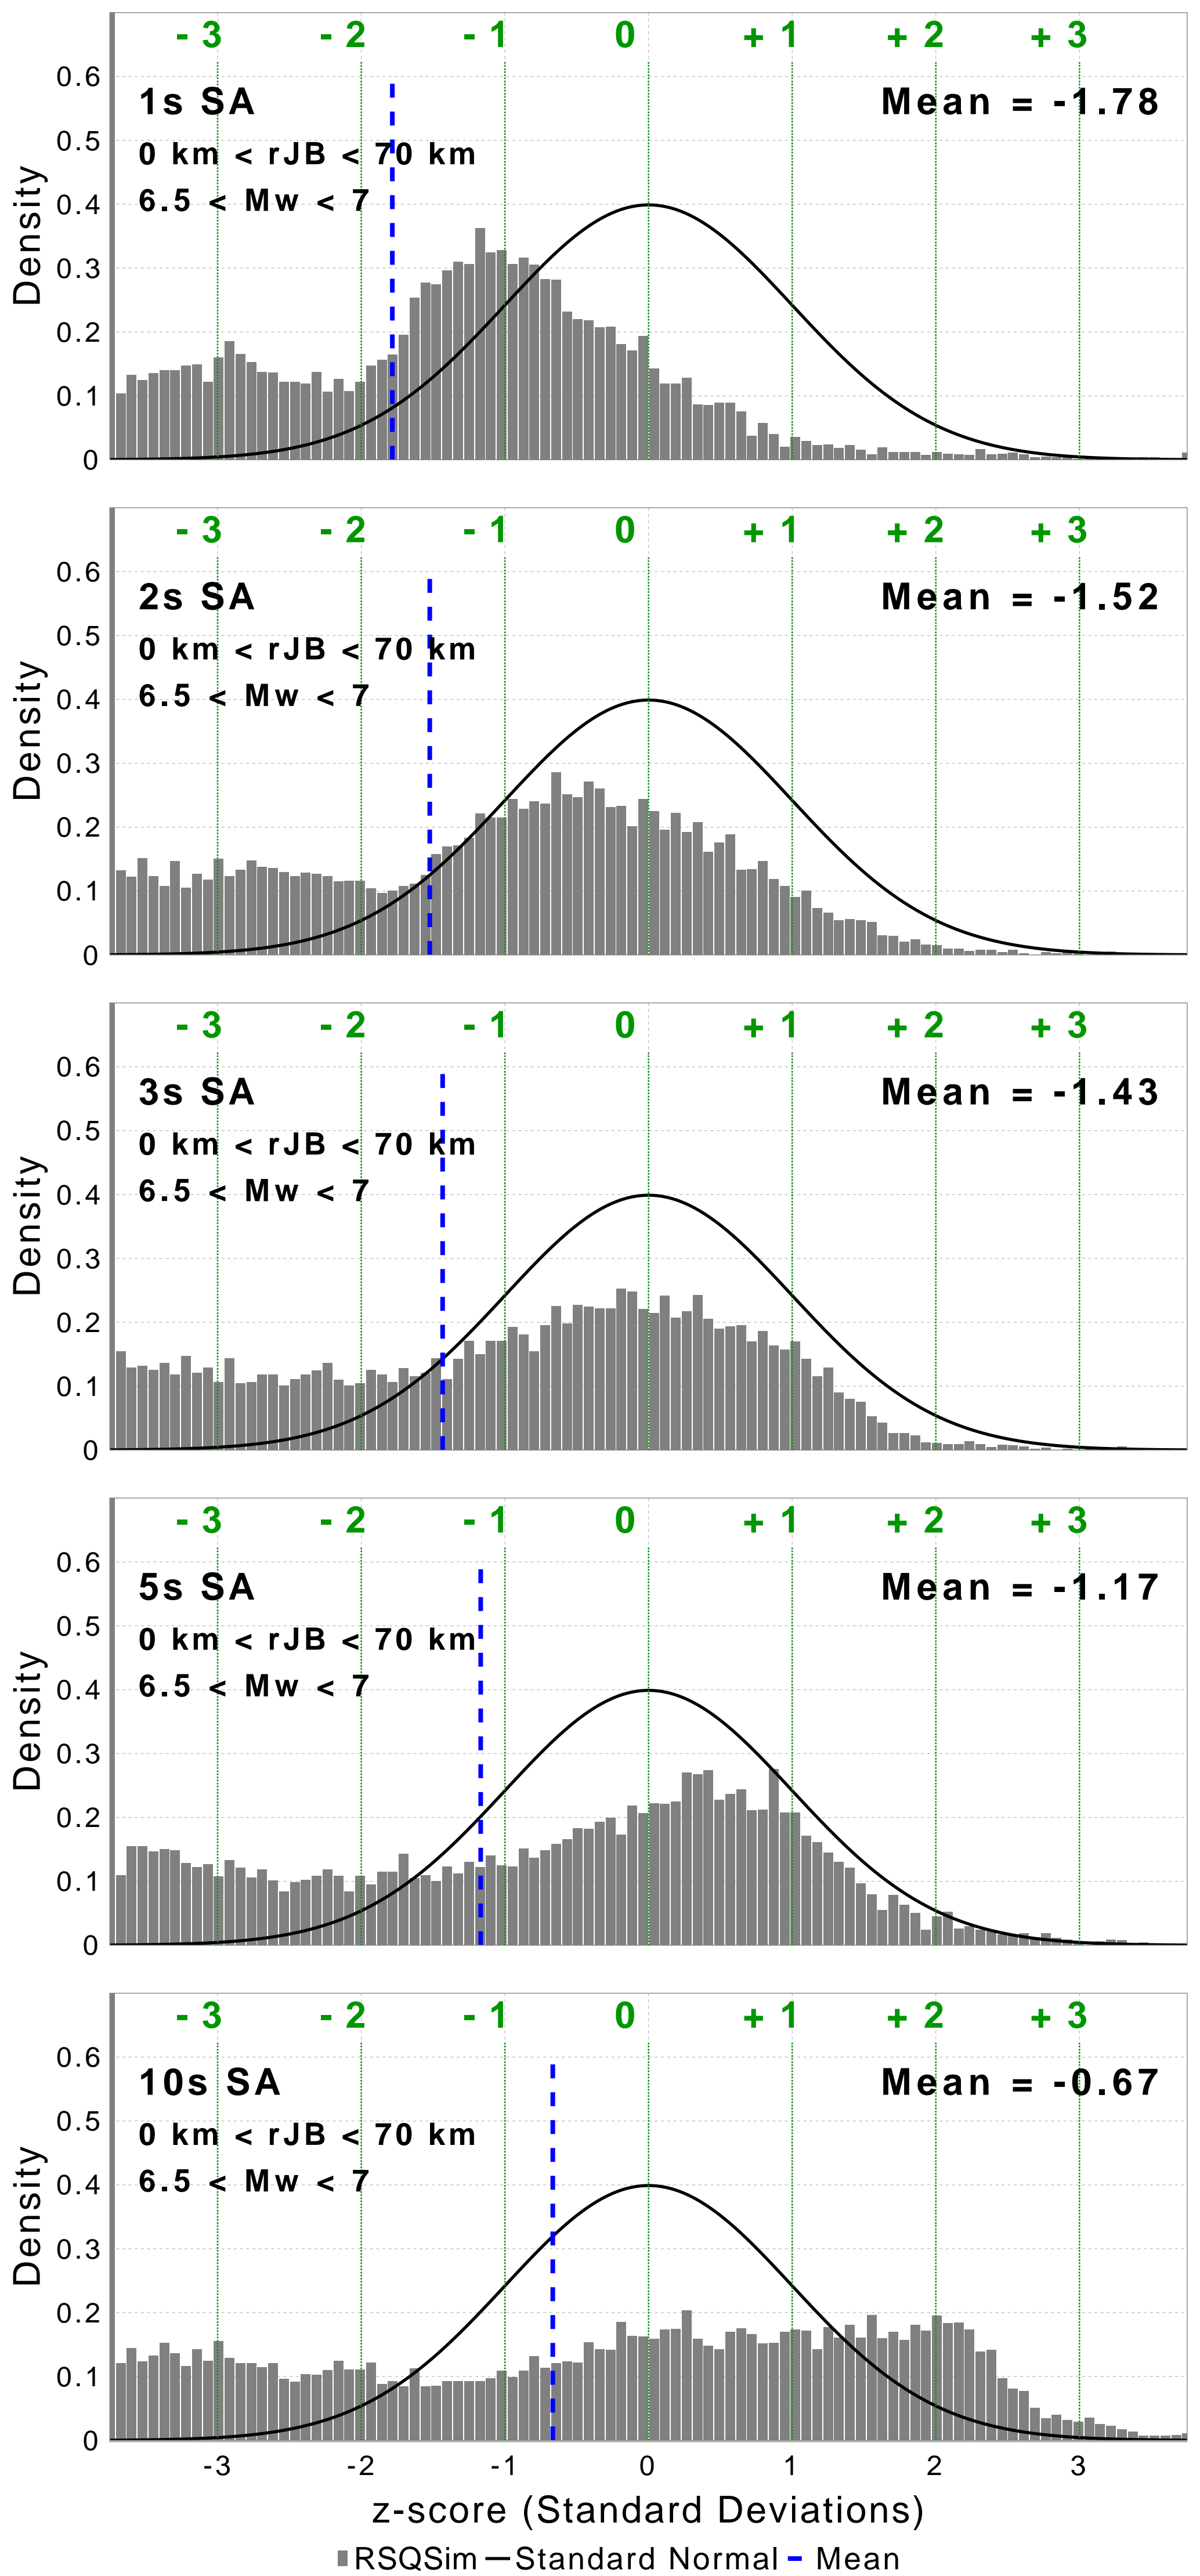 - 3 - 2 - 1 0 + 1 + 2 + 3
0.6
1s SA Mean = -1.78
0.5
0 km < rJB < 70 km
6.5 < Mw < 7
0.4
Density
0.3
0.2
0.1
0
- 3 - 2 - 1 0 + 1 + 2 + 3
0.6
2s SA Mean = -1.52
0.5
0 km < rJB < 70 km
6.5 < Mw < 7
0.4
Density
0.3
0.2
0.1
0
- 3 - 2 - 1 0 + 1 + 2 + 3
0.6
3s SA Mean = -1.43
0.5
0 km < rJB < 70 km
6.5 < Mw < 7
0.4
Density
0.3
0.2
0.1
0
- 3 - 2 - 1 0 + 1 + 2 + 3
0.6
5s SA Mean = -1.17
0.5
0 km < rJB < 70 km
6.5 < Mw < 7
0.4
Density
0.3
0.2
0.1
0
- 3 - 2 - 1 0 + 1 + 2 + 3
0.6
10s SA Mean = -0.67
0.5
0 km < rJB < 70 km
6.5 < Mw < 7
0.4
Density
0.3
0.2
0.1
0
-3 -2 -1 0 1 2 3
z-score (Standard Deviations)
RSQSim Standard Normal Mean